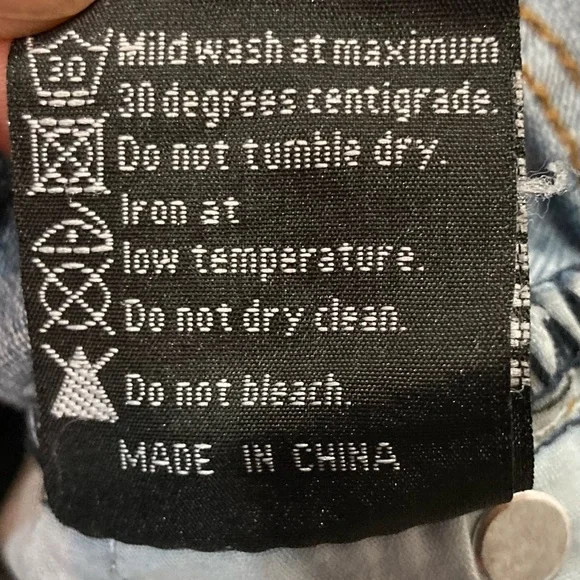 30 Mild wash at maximum
30 degrees centigrade.
Do not tumble dry.
Iron at
low temperature.
Do not dry clean.
Do not bleach.
MADE IN CHINA